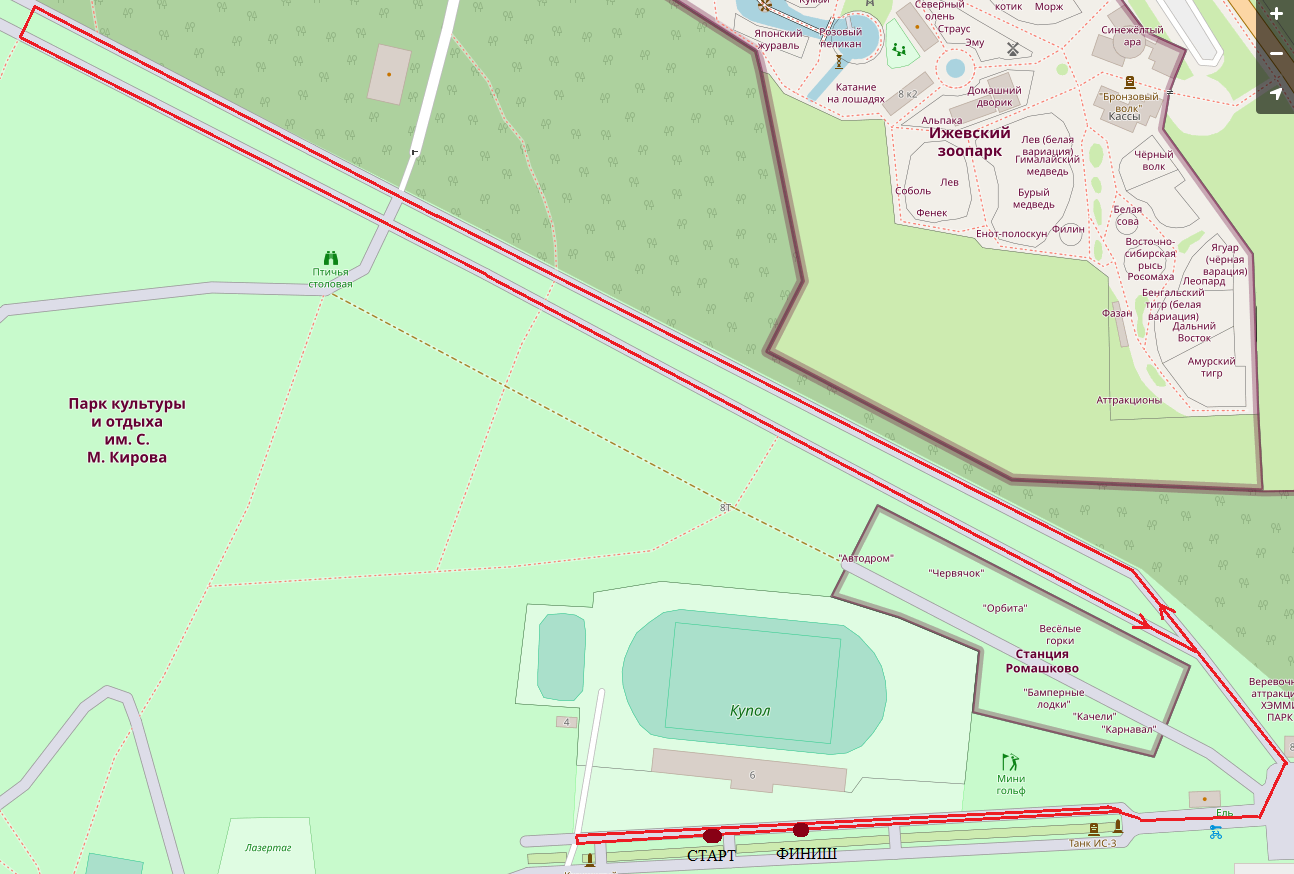 Кумай
Северный
олень
котик
Морж
Японский
журавль
Розовый
пеликан
Страус
Эму
Синежёлтый
ара
Катание
на лошадях
8 к2
Домашний
дворик
"Бронзовый
волк"
Кассы
Альпака
Ижевский
зоопарк
Лев (белая
вариация)
Гималайский
медведь
Чёрный
волк
Соболь
Лев
Бурый
медведь
Фенек
Белая
сова
Енот-полоскун
Филин
Восточно-
сибирская
рысь
Росомаха
Ягуар
(чёрная
варация)
Леопард
Бенгальский
тигр (белая
вариация)
Фазан
Дальний
Восток
Амурский
тигр
Аттракционы
Птичья
столовая
Парк культуры
и отдыха
им. С.
М. Кирова
8Т
"Автодром"
"Червячок"
"Орбита"
Весёлые
горки
Станция
Ромашково
"Бамперные
лодки"
"Качели"
"Карнавал"
Купол
4
6
Мини
гольф
Ель
Танк ИС-3
Лазертаг
СТАРТ
ФИНИШ